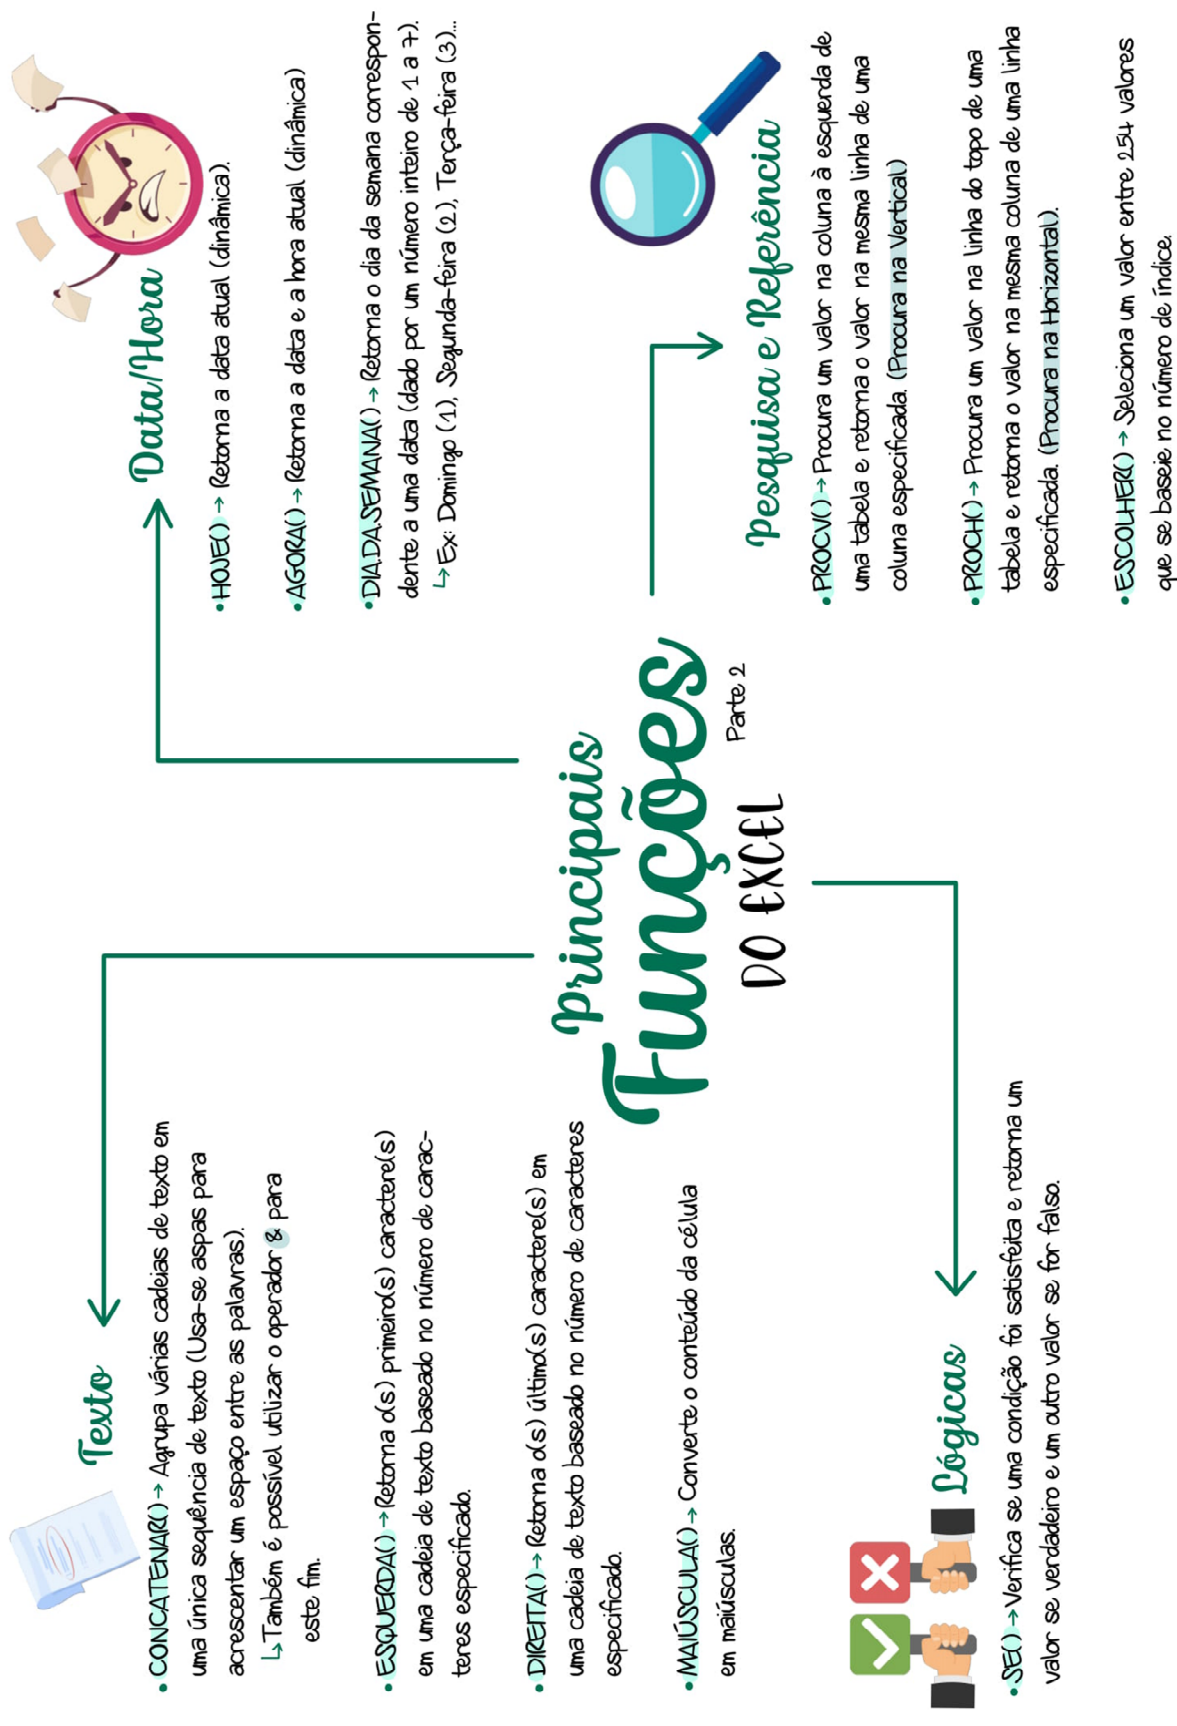 Texto
• CONCATENAR() → Agrupa várias cadeias de texto em
uma única sequência de texto (Usa-se aspas para
acrescentar um espaço entre as palavras).
↳ Também é possível utilizar o operador & para
este fim.
• ESQUERDA() → Retorna o(s) primeiro(s) caractere(s)
em uma cadeia de texto baseado no número de carac-
teres especificado.
• DIREITA() → Retorna o(s) último(s) caractere(s) em
uma cadeia de texto baseado no número de caracteres
especificado.
• MAIÚSCULA() → Converte o conteúdo da célula
em maiúsculas.
Data/Hora
• HOJE() → Retorna a data atual (dinâmica).
• AGORA() → Retorna a data e a hora atual (dinâmica)
• DIA.DA.SEMANA() → Retorna o dia da semana correspon-
dente a uma data (dado por um número inteiro de 1 a 7).
↳ Ex: Domingo (1), Segunda-feira (2), Terça-feira (3)...
Principais
Funções
DO EXCEL
Parte 2
Lógicas
• SE() → Verifica se uma condição foi satisfeita e retorna um
valor se verdadeiro e um outro valor se for falso.
Pesquisa e Referência
• PROCV() → Procura um valor na coluna à esquerda de
uma tabela e retorna o valor na mesma linha de uma
coluna especificada. (Procura na Vertical)
• PROCH() → Procura um valor na linha do topo de uma
tabela e retorna o valor na mesma coluna de uma linha
especificada. (Procura na Horizontal).
• ESCOLHER() → Seleciona um valor entre 254 valores
que se baseie no número de índice.